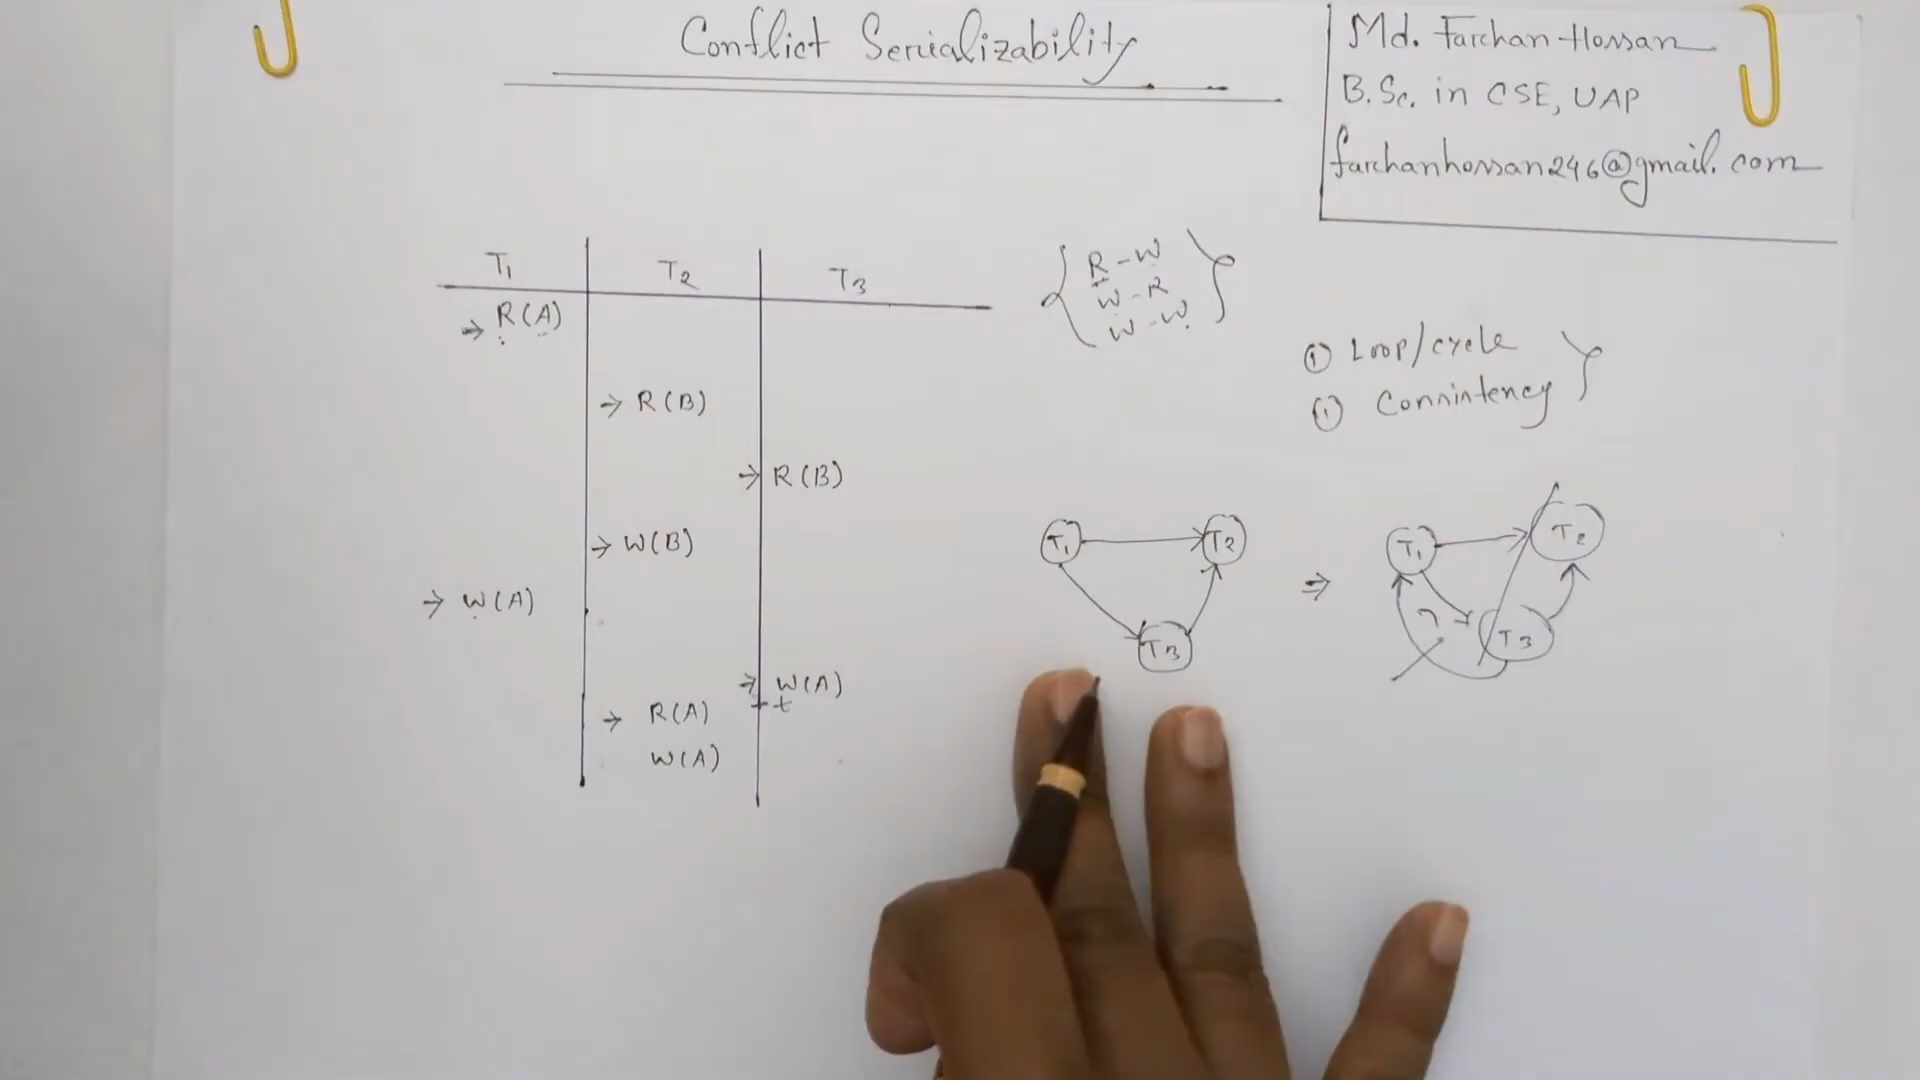 Conflict Serializability
Md. Farhan Hossan
B.Sc. in CSE, UAP
farhanhossan246@gmail.com
T1 T2 T3
→ R(A)
→ R(B)
→ R(B)
→ W(B)
→ W(A)
→ W(A)
→ R(A)
W(A)
R-W
W-R
W-W
① Loop/cycle
① Consintency
T1 T2
T3
⇒
T1 T2
T3